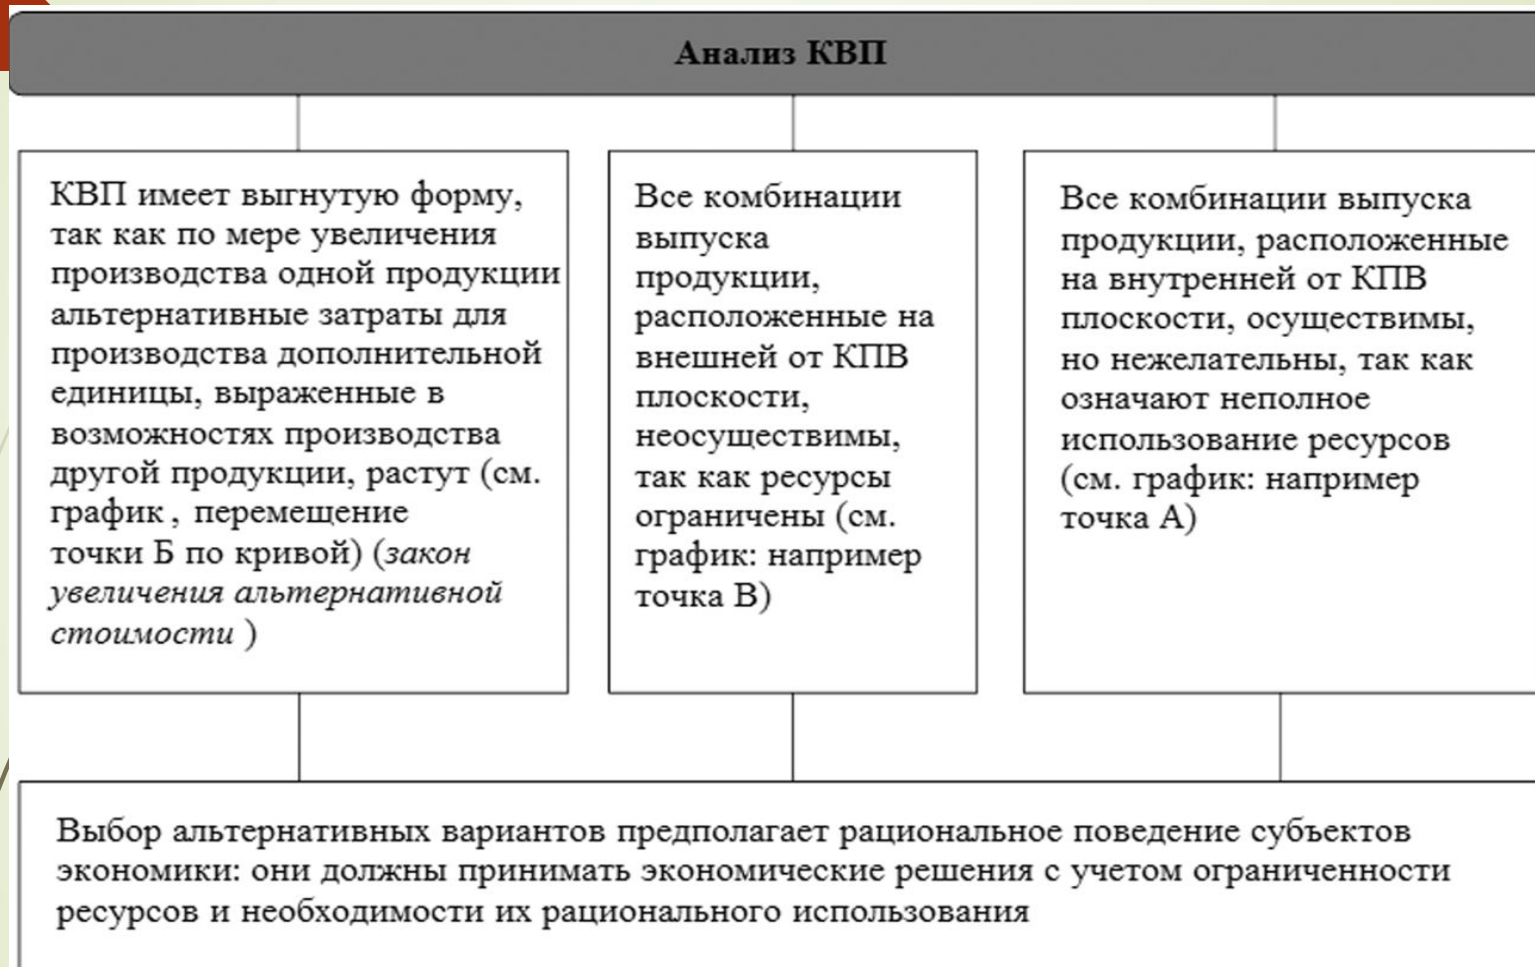 Анализ КВП
КВП имеет выгнутую форму,
так как по мере увеличения
производства одной продукции
альтернативные затраты для
производства дополнительной
единицы, выраженные в
возможностях производства
другой продукции, растут (см.
график , перемещение
точки Б по кривой) (закон
увеличения альтернативной
стоимости )
Все комбинации
выпуска
продукции,
расположенные на
внешней от КПВ
плоскости,
неосуществимы,
так как ресурсы
ограничены (см.
график: например
точка В)
Все комбинации выпуска
продукции, расположенные
на внутренней от КПВ
плоскости, осуществимы,
но нежелательны, так как
означают неполное
использование ресурсов
(см. график: например
точка А)
Выбор альтернативных вариантов предполагает рациональное поведение субъектов
экономики: они должны принимать экономические решения с учетом ограниченности
ресурсов и необходимости их рационального использования